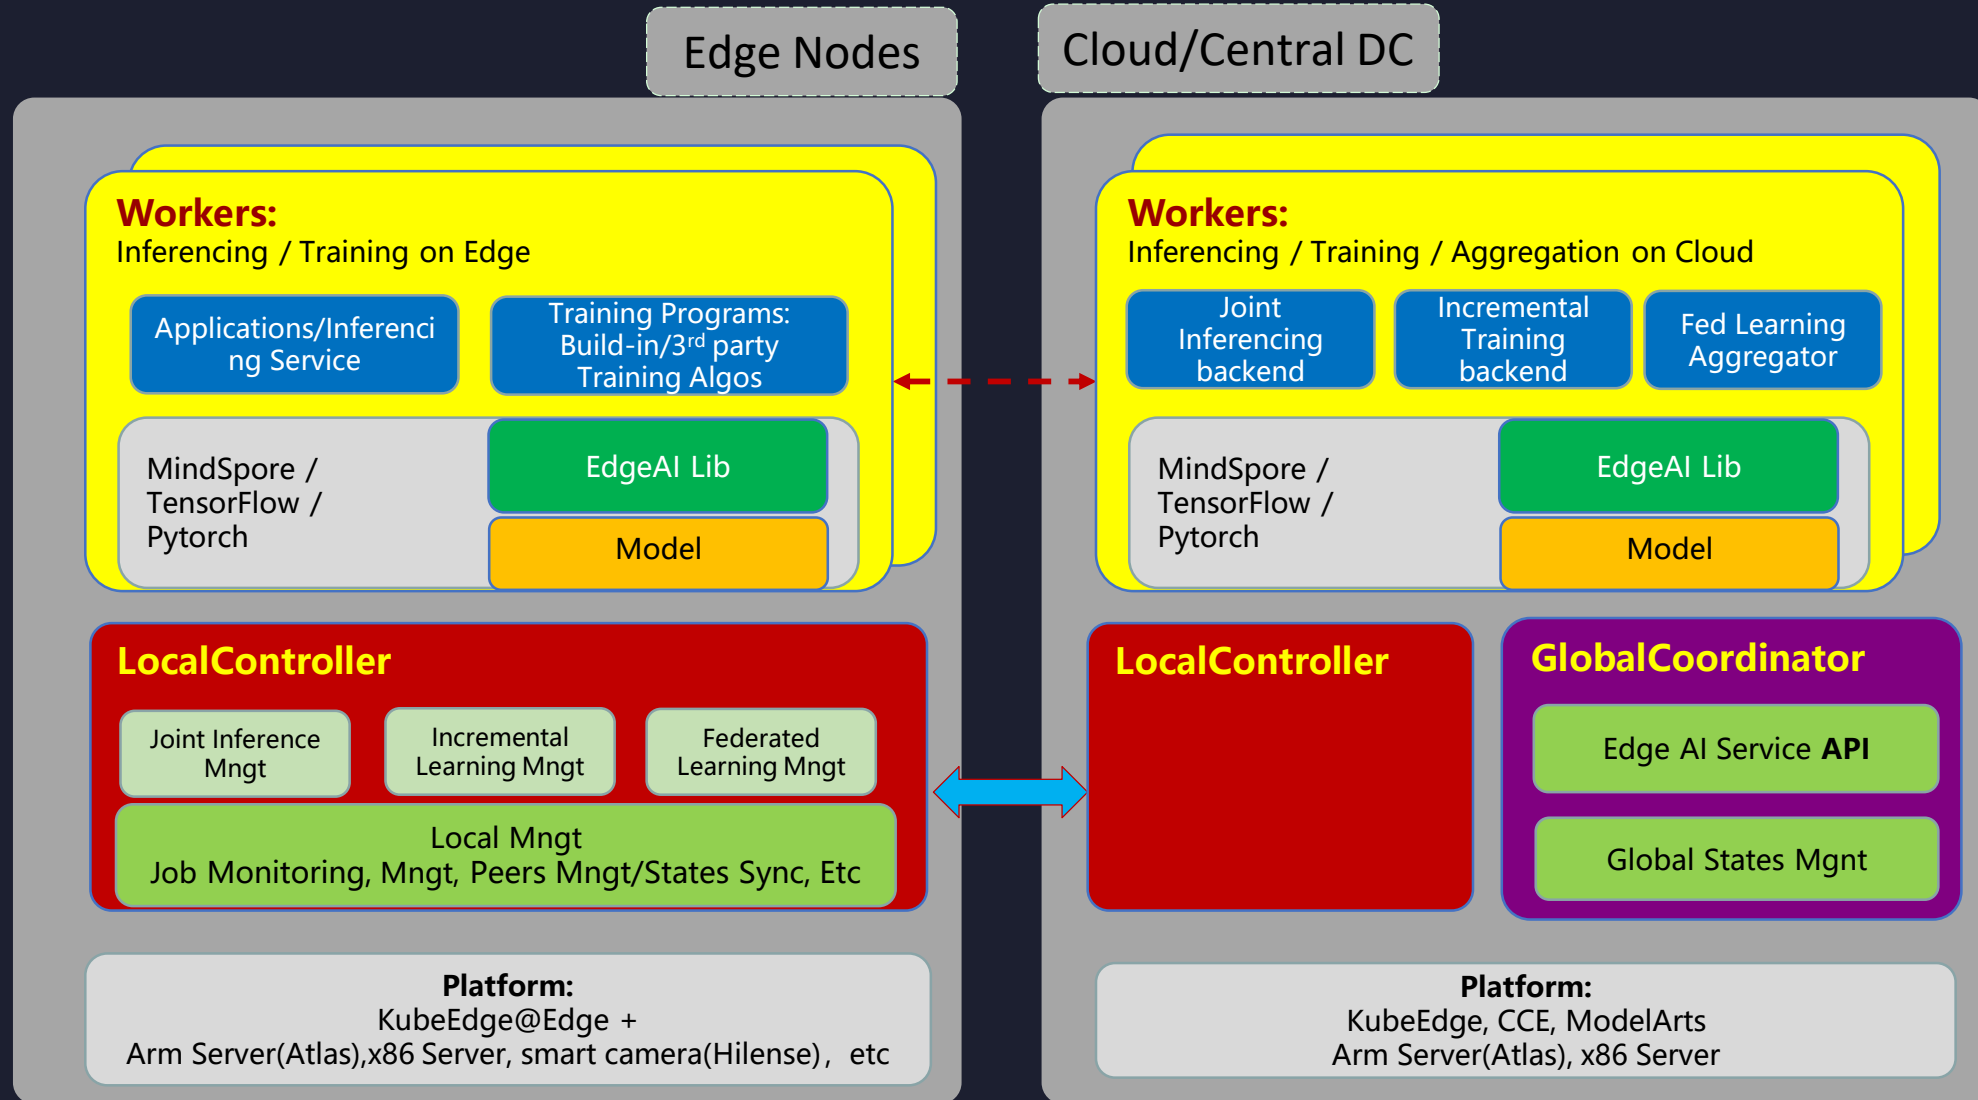 Edge Nodes
Cloud/Central DC
Workers:
Inferencing / Training on Edge
Applications/Inferenci
ng Service
Training Programs:
Build-in/3rd party
Training Algos
MindSpore /
TensorFlow /
Pytorch
EdgeAI Lib
Model
LocalController
Joint Inference
Mngt
Incremental
Learning Mngt
Federated
Learning Mngt
Local Mngt
Job Monitoring, Mngt, Peers Mngt/States Sync, Etc
Platform:
KubeEdge@Edge +
Arm Server(Atlas),x86 Server, smart camera(Hilense)，etc
Workers:
Inferencing / Training / Aggregation on Cloud
Joint
Inferencing
backend
Incremental
Training
backend
Fed Learning
Aggregator
MindSpore /
TensorFlow /
Pytorch
EdgeAI Lib
Model
LocalController
GlobalCoordinator
Edge AI Service API
Global States Mgnt
Platform:
KubeEdge, CCE, ModelArts
Arm Server(Atlas), x86 Server